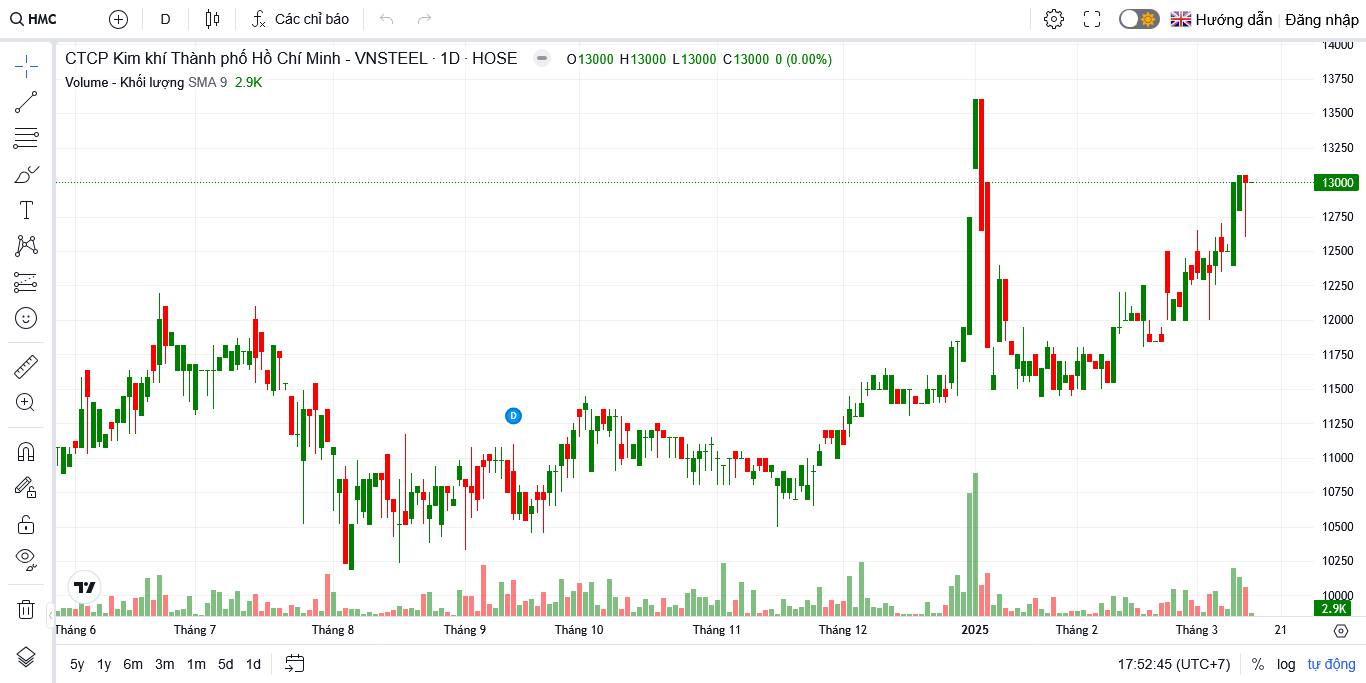 HMC D Các chỉ báo Hướng dẫn Đăng nhập
CTCP Kim khí Thành phố Hồ Chí Minh - VNSTEEL · 1D · HOSE O13000 H13000 L13000 C13000 0 (0.00%)
Volume - Khối lượng SMA 9 2.9K
14000
13750
13500
13250
13000
12750
12500
12250
12000
11750
11500
11250
11000
10750
10500
10250
10000
2.9K
D
Tháng 6 Tháng 7 Tháng 8 Tháng 9 Tháng 10 Tháng 11 Tháng 12 2025 Tháng 2 Tháng 3 21
5y 1y 6m 3m 1m 5d 1d 17:52:45 (UTC+7) % log tự động